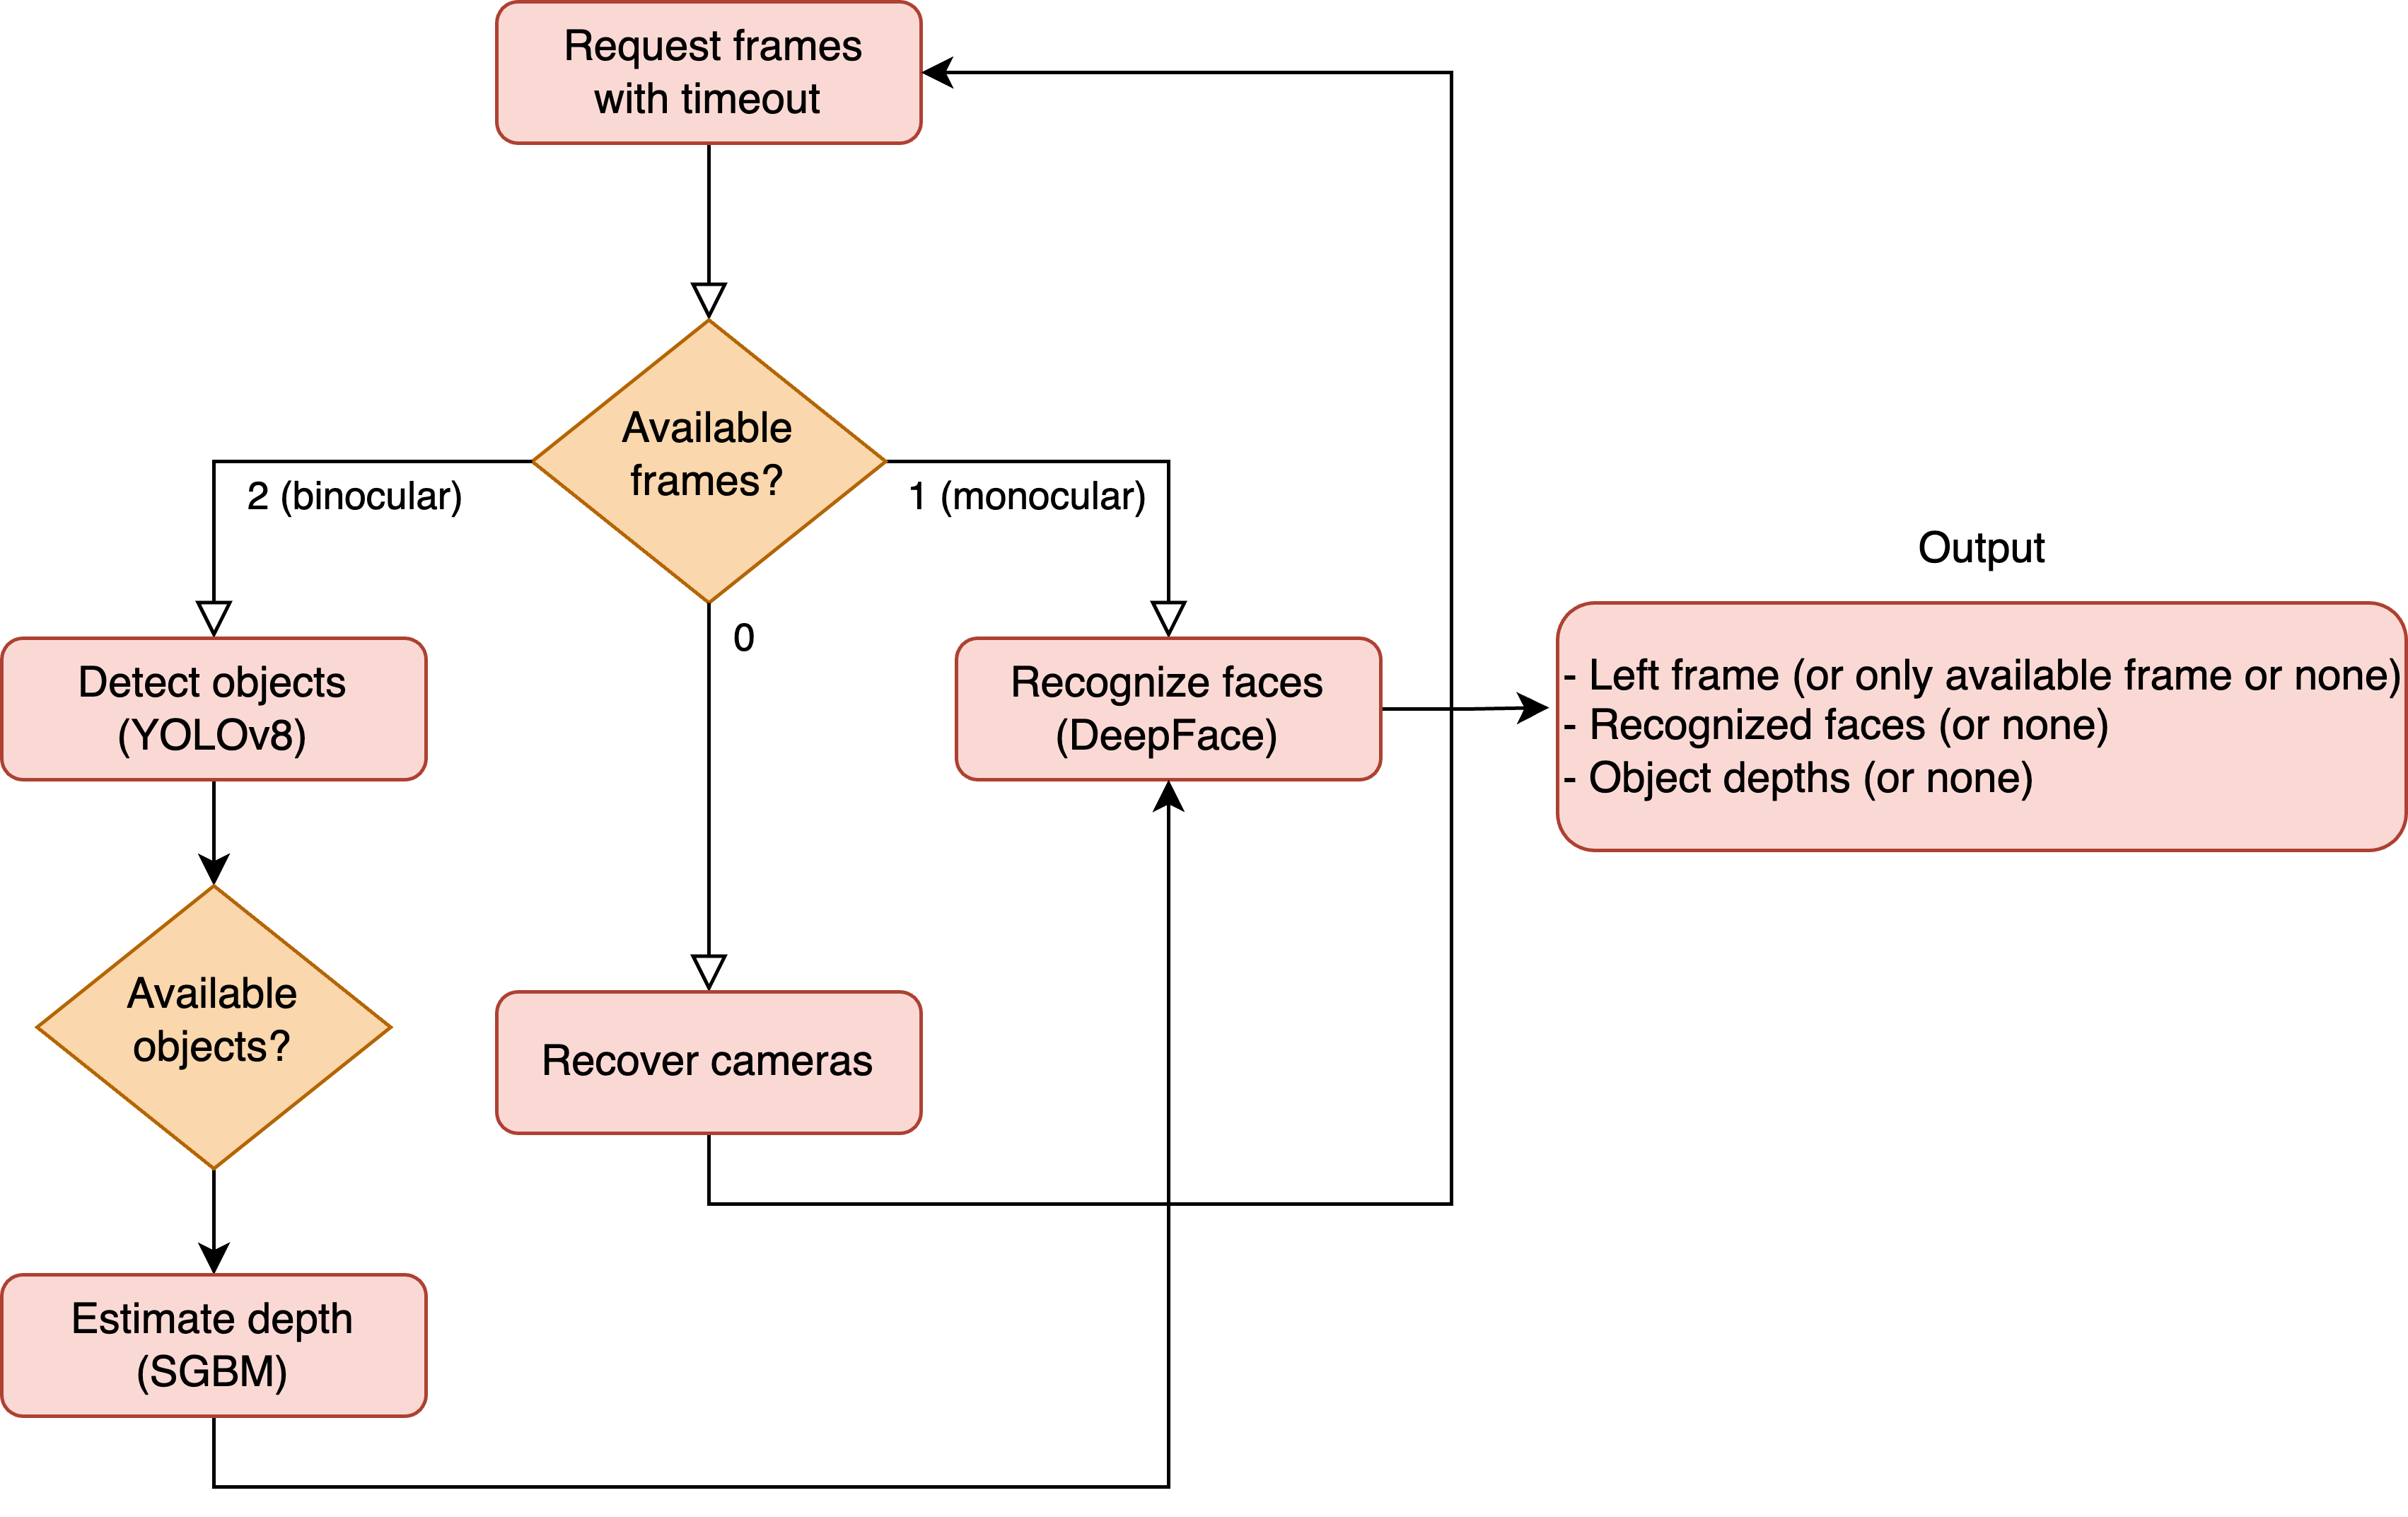 Request frames
with timeout
Available
frames?
2 (binocular)
1 (monocular)
0
Detect objects
(YOLOv8)
Recognize faces
(DeepFace)
Output
- Left frame (or only available frame or none)
- Recognized faces (or none)
- Object depths (or none)
Available
objects?
Recover cameras
Estimate depth
(SGBM)